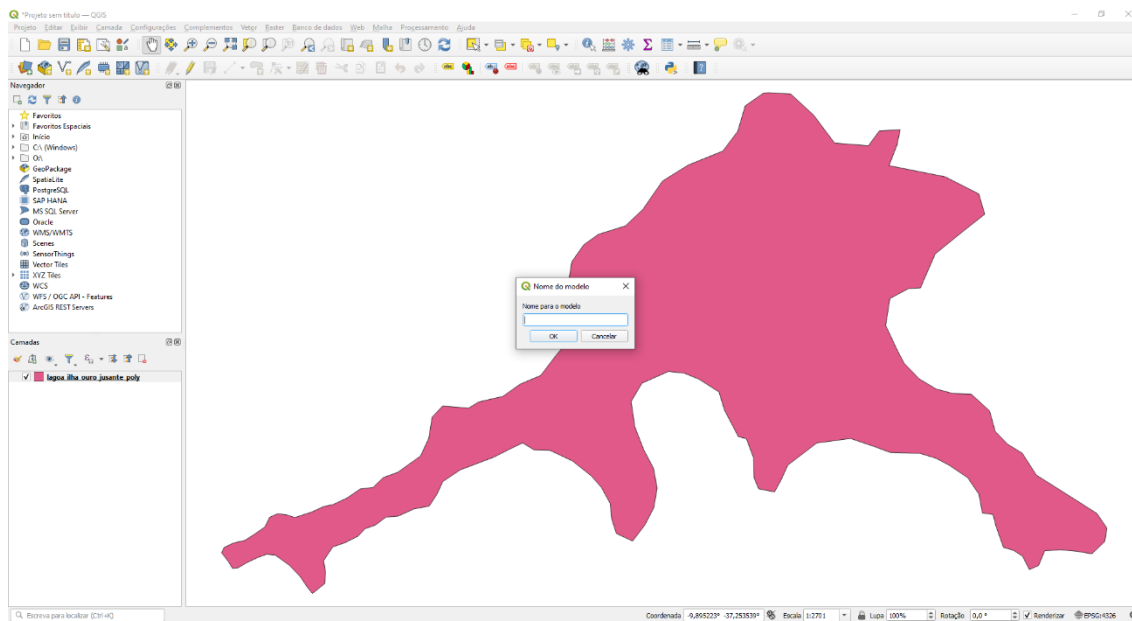 *Projeto sem título — QGIS
Projeto Editar Exibir Camada Configurações Complementos Vetor Raster Banco de dados Web Malha Processamento Ajuda
Navegador
Favoritos
Favoritos Espaciais
Início
C:\ (Windows)
O:\
GeoPackage
SpatiaLite
PostgreSQL
SAP HANA
MS SQL Server
Oracle
WMS/WMTS
Scenes
SensorThings
Vector Tiles
XYZ Tiles
WCS
WFS / OGC API - Features
ArcGIS REST Servers
Nome do modelo
Nome para o modelo
OK Cancelar
Camadas
lagoa_ilha_ouro_jusante_poly
Escreva para localizar (Ctrl+K)
Coordenada -9,895223° -37,253539° Escala 1:2701 Lupa 100% Rotação 0,0 ° Renderizar EPSG:4326